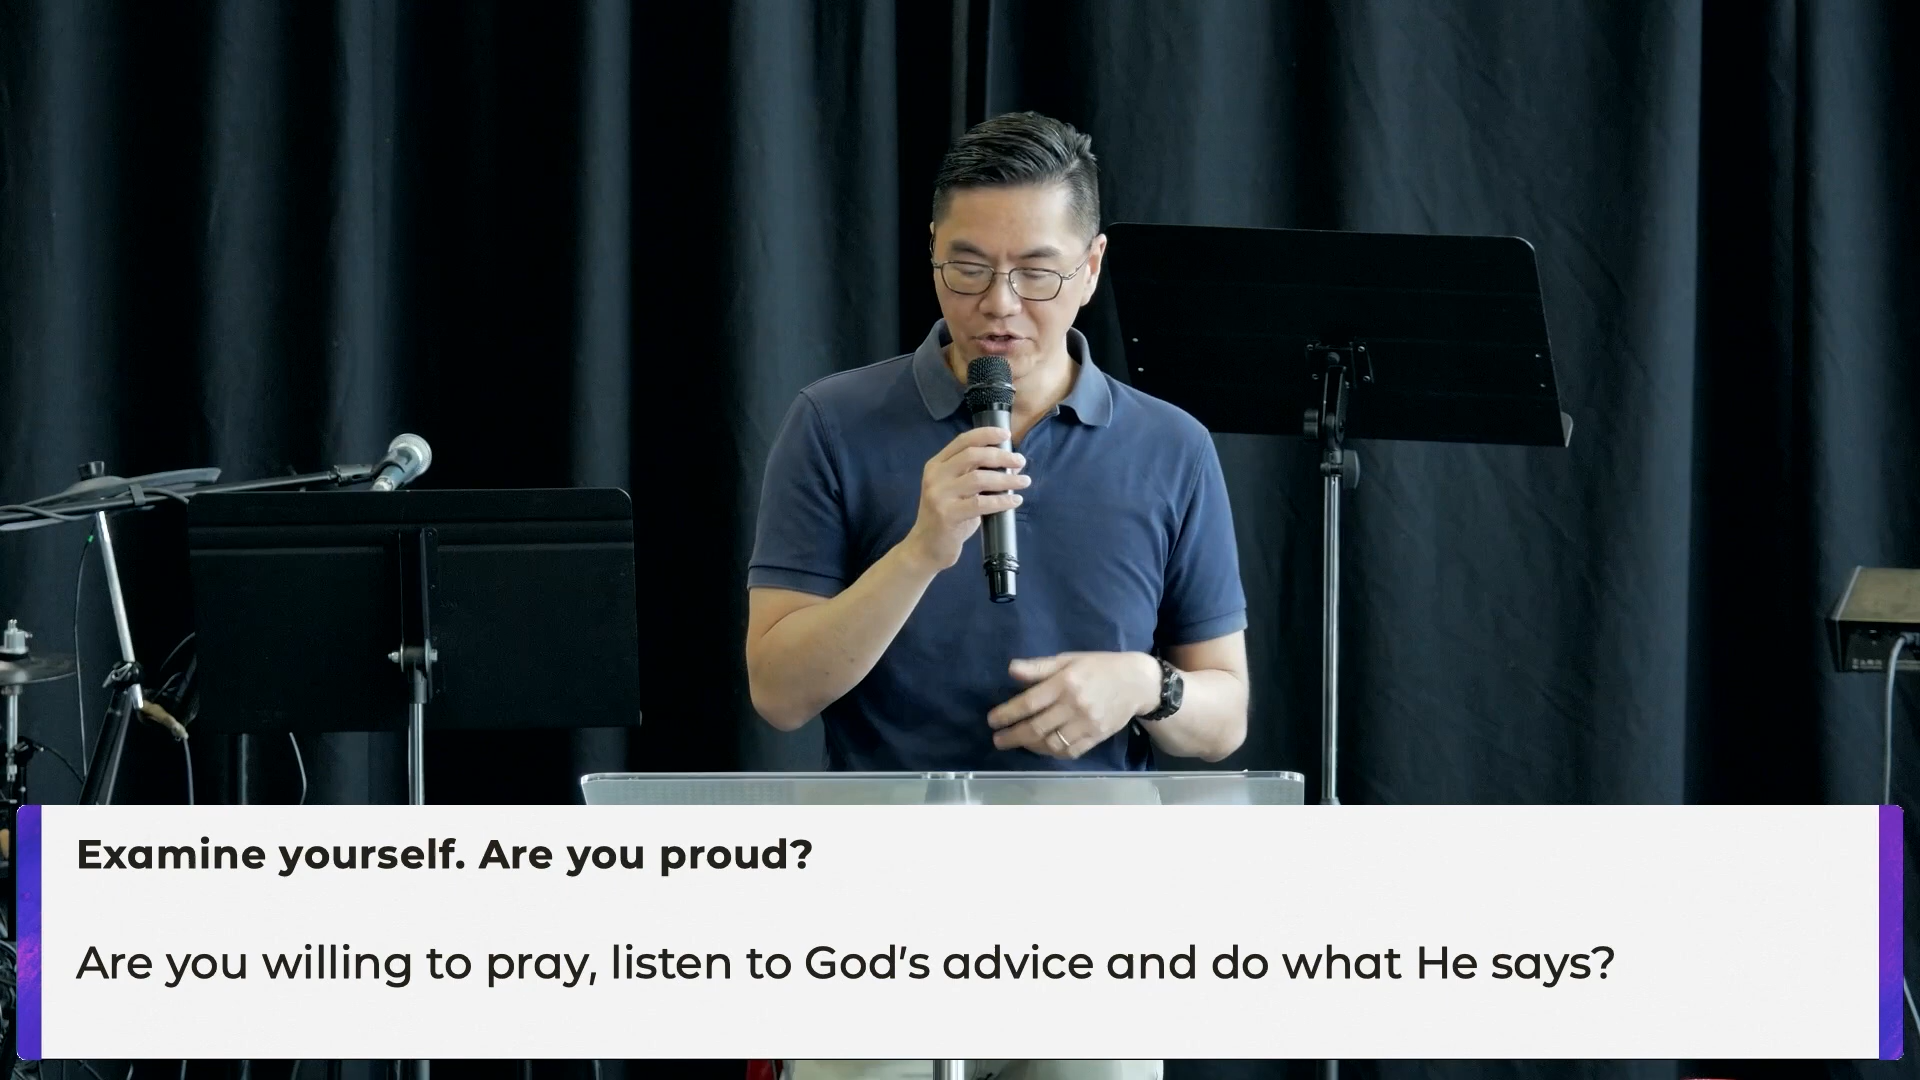 Examine yourself. Are you proud?
Are you willing to pray, listen to God's advice and do what He says?